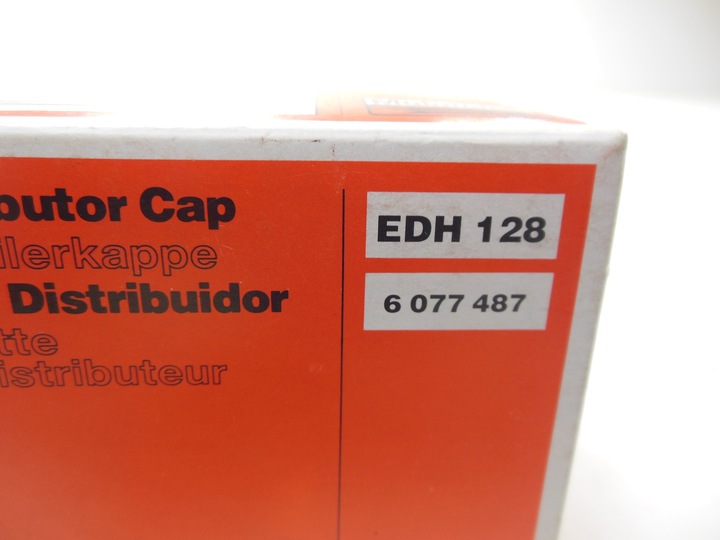 butor Cap
ilerkappe
Distribuidor
tte
istributeur
EDH 128
6 077 487